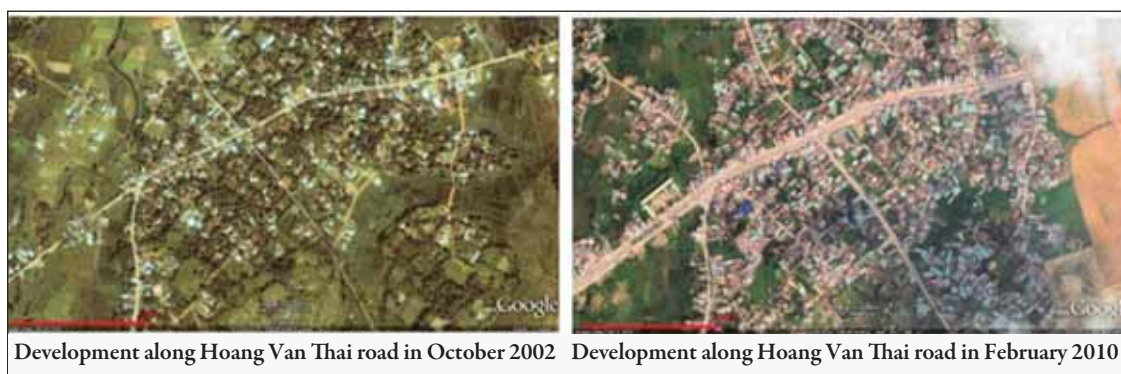 Google
Googl
Development along Hoang Van Thai road in October 2002
Development along Hoang Van Thai road in February 2010